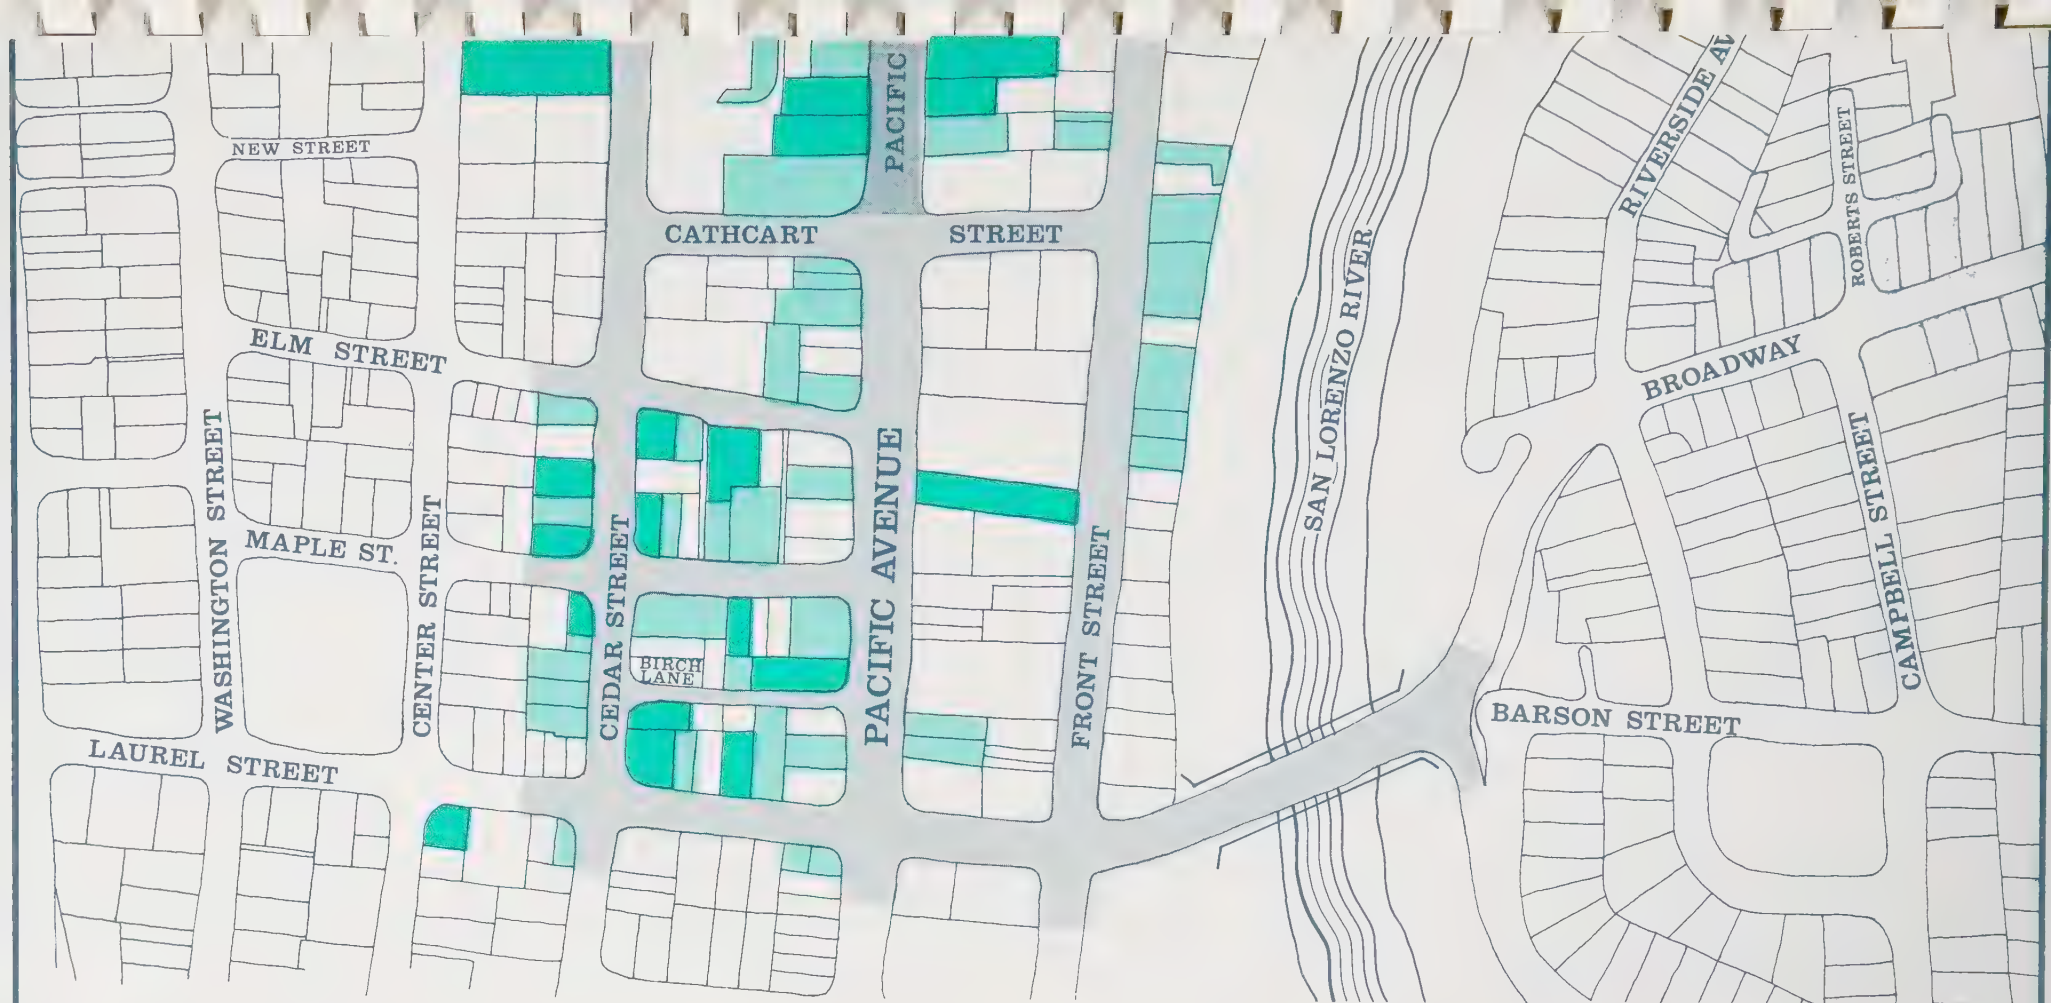 PACIFIC
RIVERSIDE
NEW STREET
ROBERTS STREET
CATHCART STREET
SAN LORENZO RIVER
ELM STREET
BROADWAY
WASHINGTON STREET
PACIFIC AVENUE
CAMPBELL STREET
MAPLE ST.
CENTER STREET
CEDAR STREET
FRONT STREET
BIRCH
LANE
BARSON STREET
LAUREL STREET